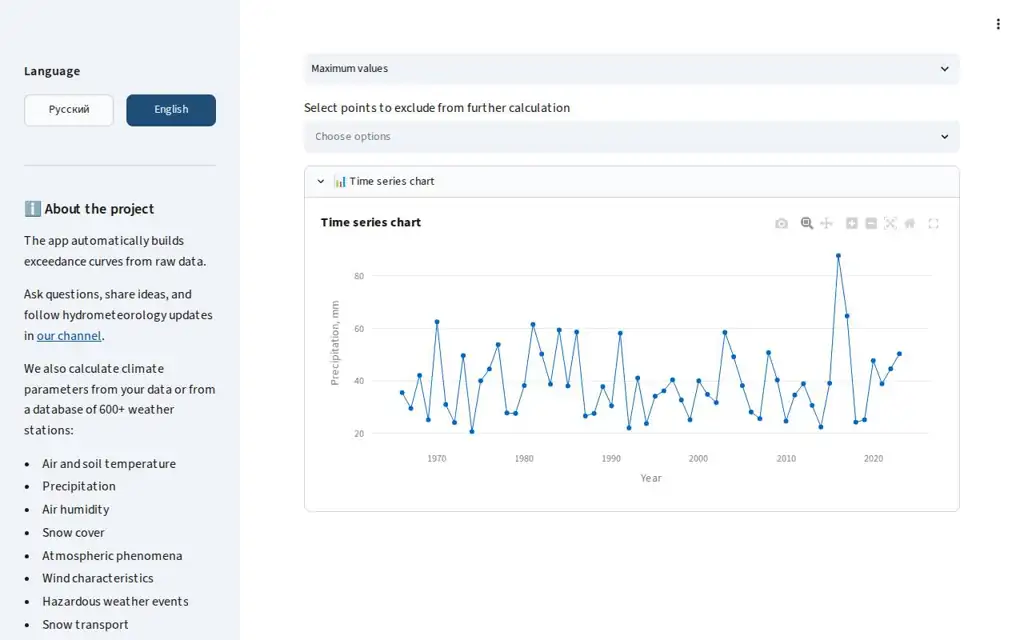 Language
Русский
English
ℹ️ About the project
The app automatically builds
exceedance curves from raw data.
Ask questions, share ideas, and
follow hydrometeorology updates
in our channel.
We also calculate climate
parameters from your data or from
a database of 600+ weather
stations:
• Air and soil temperature
• Precipitation
• Air humidity
• Snow cover
• Atmospheric phenomena
• Wind characteristics
• Hazardous weather events
• Snow transport
Maximum values
Select points to exclude from further calculation
Choose options
📊 Time series chart
Time series chart
Precipitation, mm
80
60
40
20
1970 1980 1990 2000 2010 2020
Year